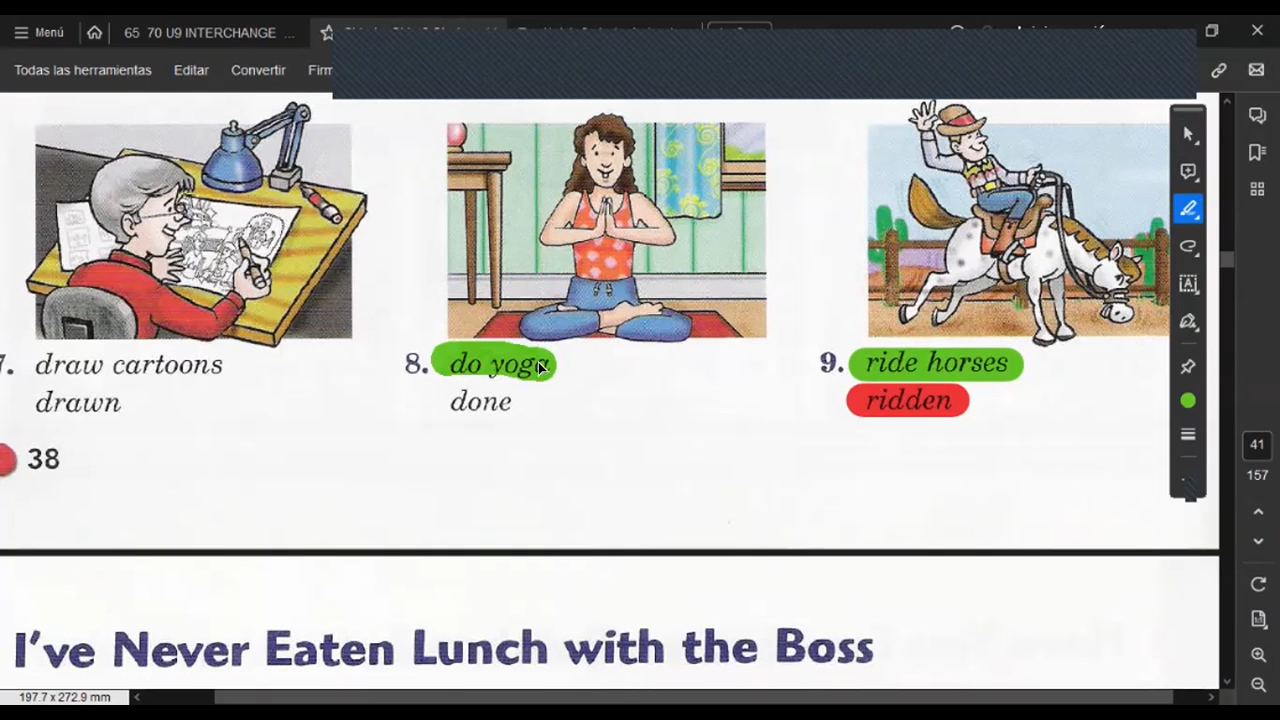 Menú
65 70 U9 INTERCHANGE ...
Todas las herramientas Editar Convertir Firm
7. draw cartoons
drawn
8. do yoga
done
9. ride horses
ridden
38
41
157
I've Never Eaten Lunch with the Boss
197.7 x 272.9 mm